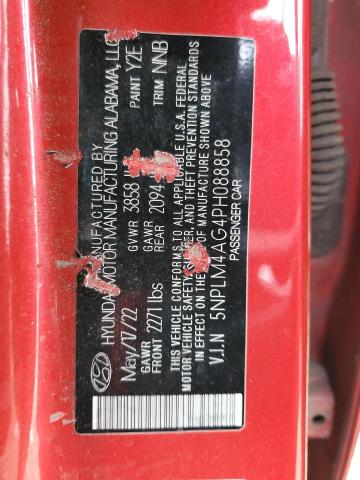 MANUFACTURED BY
HYUNDAI MOTOR MANUFACTURING ALABAMA, LLC
May/17/22 GVWR 3858 PAINT Y2E
GAWR FRONT 2271 lbs GAWR REAR 2094 TRIM NNB
THIS VEHICLE CONFORMS TO ALL APPLICABLE U.S.A. FEDERAL
MOTOR VEHICLE SAFETY, BUMPER, AND THEFT PREVENTION STANDARDS
IN EFFECT ON THE DATE OF MANUFACTURE SHOWN ABOVE
V.I.N 5NPLM4AG4PH088858
PASSENGER CAR